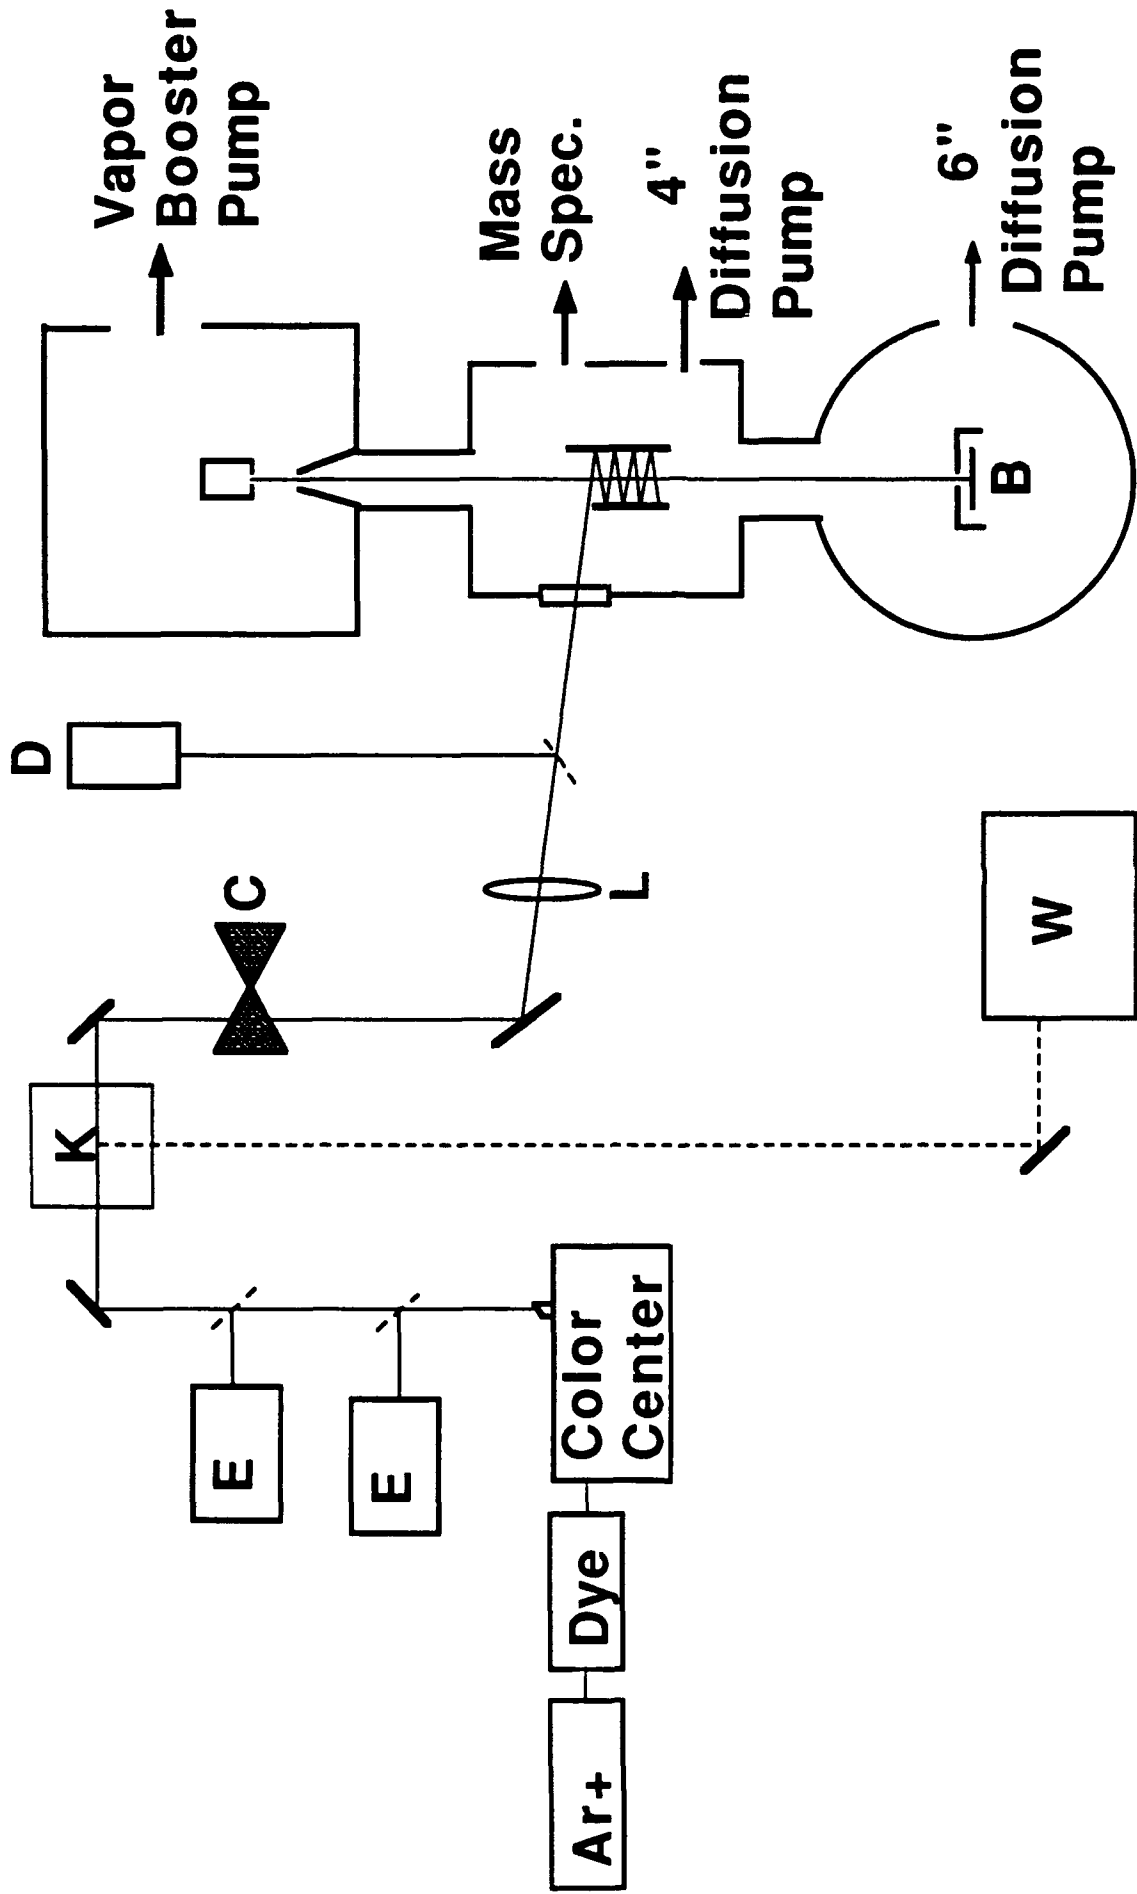 Ar+
Dye
Color
Center
E
E
K
C
D
L
W
Vapor
Booster
Pump
Mass
Spec.
4"
Diffusion
Pump
6"
Diffusion
Pump
B